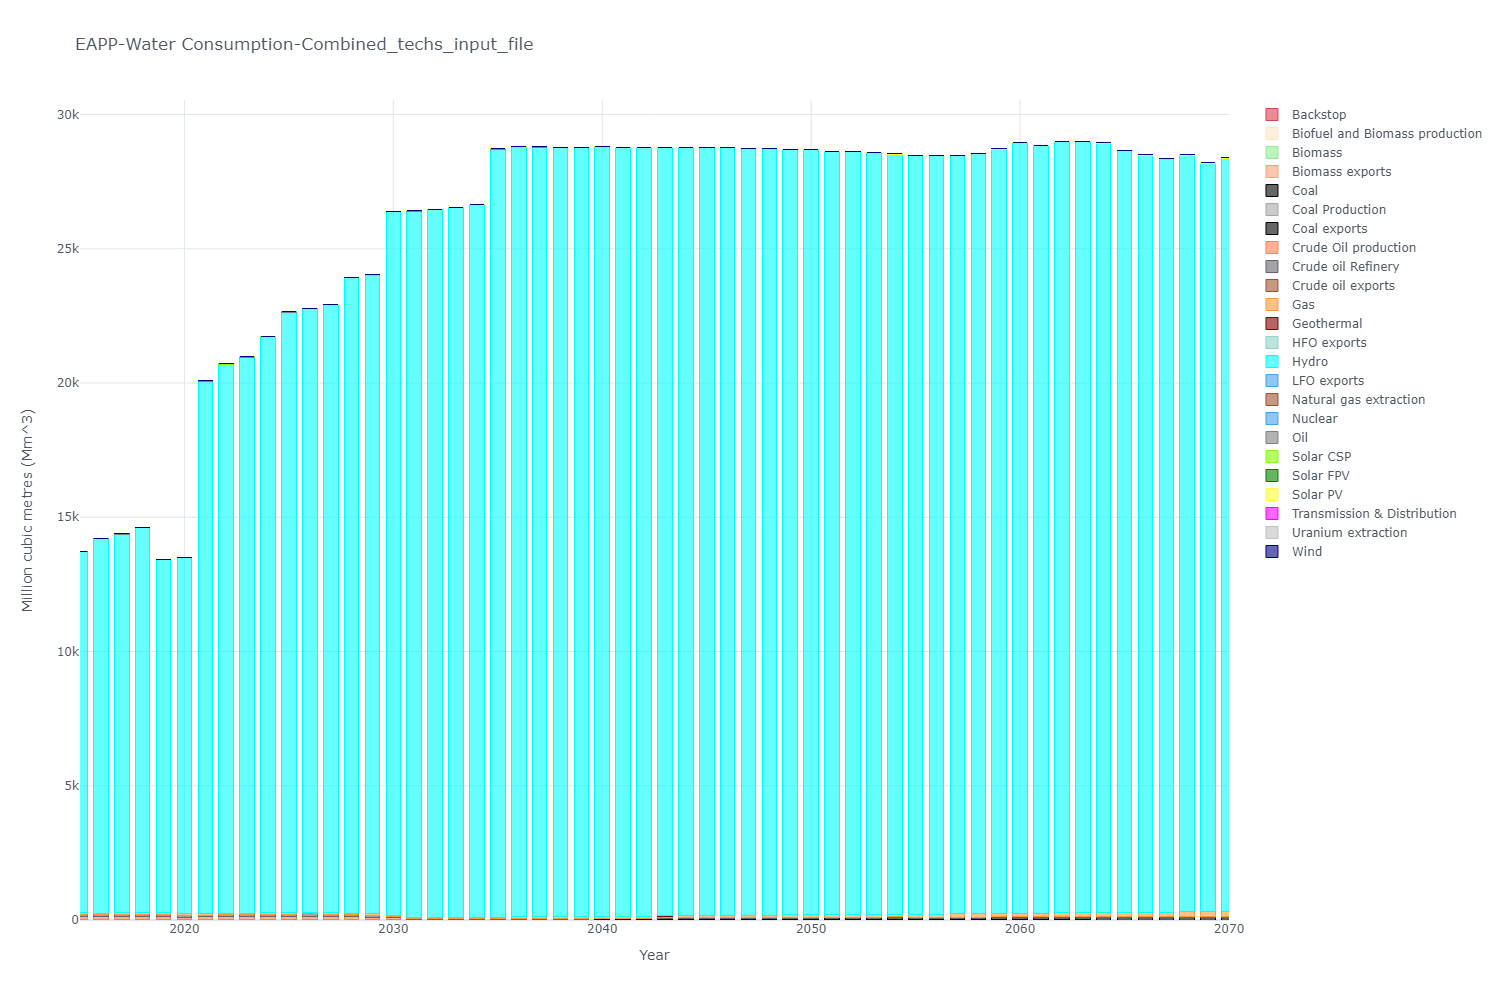 EAPP-Water Consumption-Combined_techs_input_file
30k
25k
20k
15k
10k
5k
0
Million cubic metres (Mm^3)
2020
2030
2040
2050
2060
2070
Year
Backstop
Biofuel and Biomass production
Biomass
Biomass exports
Coal
Coal Production
Coal exports
Crude Oil production
Crude oil Refinery
Crude oil exports
Gas
Geothermal
HFO exports
Hydro
LFO exports
Natural gas extraction
Nuclear
Oil
Solar CSP
Solar FPV
Solar PV
Transmission & Distribution
Uranium extraction
Wind